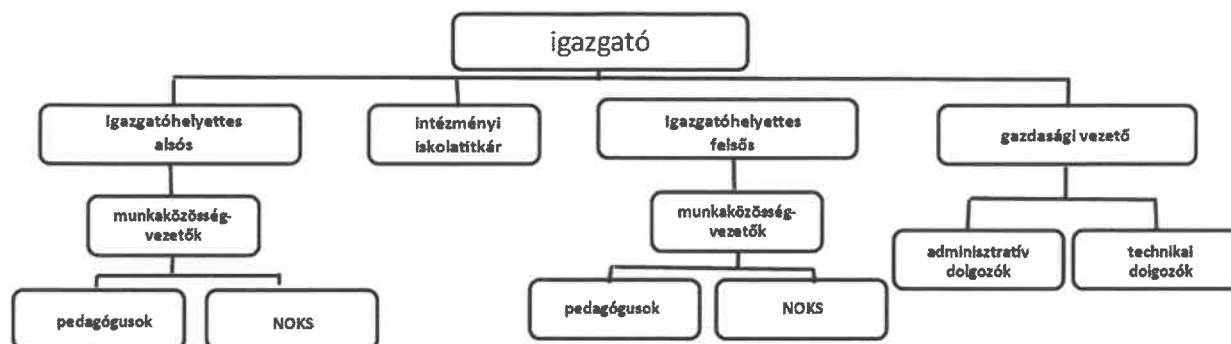 igazgató
igazgatóhelyettes
alsós
intézményi
iskolatitkár
igazgatóhelyettes
felsős
gazdasági vezető
munkaközösség-
vezetők
munkaközösség-
vezetők
adminisztratív
dolgozók
technikai
dolgozók
pedagógusok
NOKS
pedagógusok
NOKS